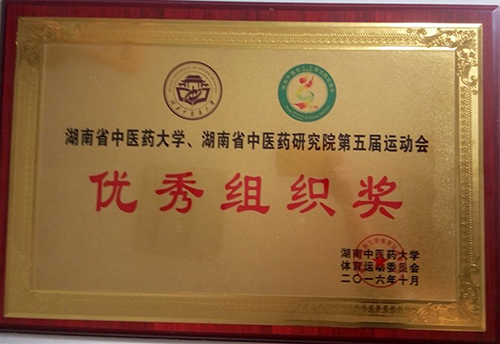 湖南省中医药大学、湖南省中医药研究院第五届运动会
优秀组织奖
湖南中医药大学
体育运动委员会
二〇一六年十月